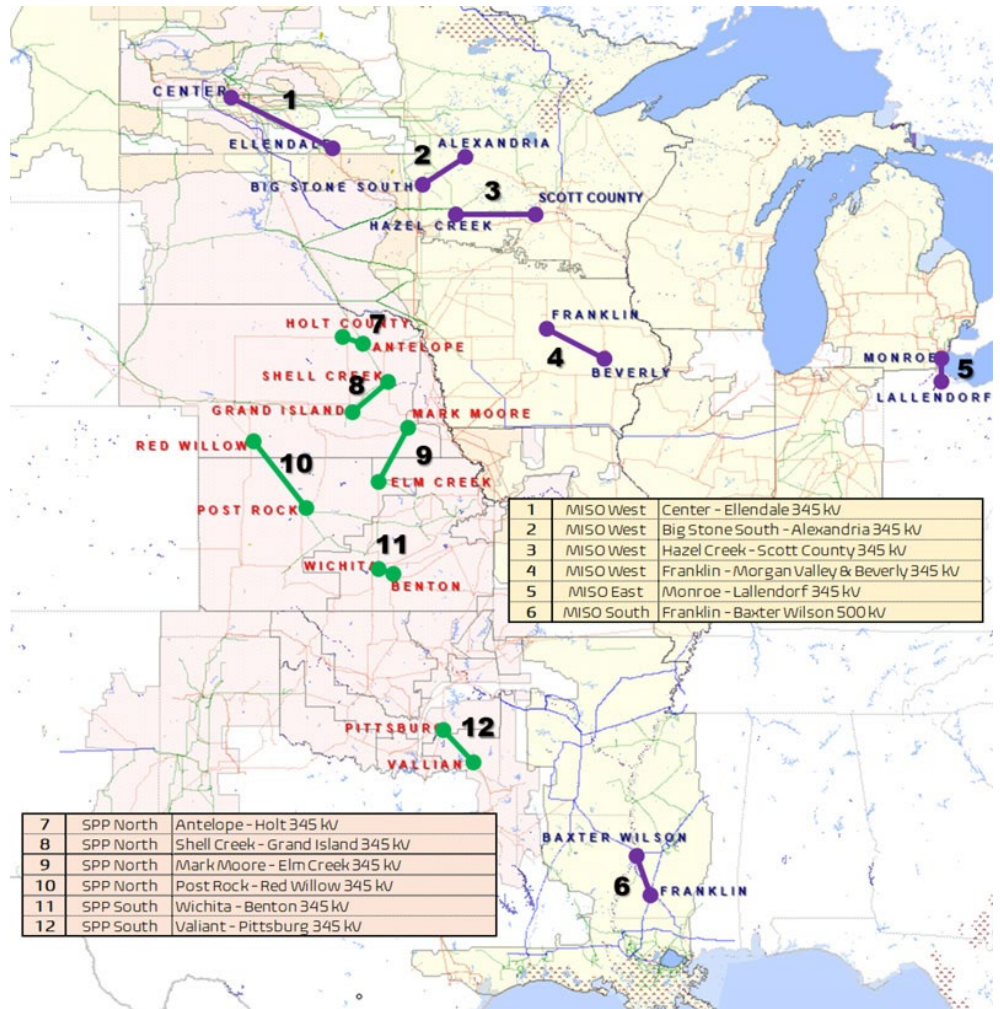 CENTER
1
ELLENDALE
2
ALEXANDRIA
BIG STONE SOUTH
3
SCOTT COUNTY
HAZEL CREEK
HOLT COUNTY
7
ANTELOPE
FRANKLIN
4
BEVERLY
MONROE
5
LALLENDORF
SHELL CREEK
8
GRAND ISLAND
MARK MOORE
RED WILLOW
9
10
ELM CREEK
POST ROCK
11
WICHITA
BENTON
1 MISO West Center - Ellendale 345 kV
2 MISO West Big Stone South - Alexandria 345 kV
3 MISO West Hazel Creek - Scott County 345 kV
4 MISO West Franklin - Morgan Valley & Beverly 345 kV
5 MISO East Monroe - Lallendorf 345 kV
6 MISO South Franklin - Baxter Wilson 500 kV
PITTSBUR
12
VALLIAN
7 SPP North Antelope - Holt 345 kV
8 SPP North Shell Creek - Grand Island 345 kV
9 SPP North Mark Moore - Elm Creek 345 kV
10 SPP North Post Rock - Red Willow 345 kV
11 SPP South Wichita - Benton 345 kV
12 SPP South Valiant - Pittsburg 345 kV
BAXTER WILSON
6
FRANKLIN